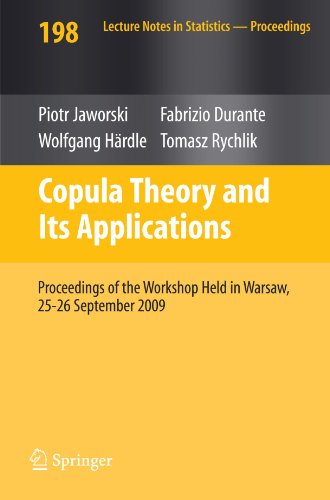 198 Lecture Notes in Statistics — Proceedings
Piotr Jaworski Fabrizio Durante
Wolfgang Härdle Tomasz Rychlik
Copula Theory and
Its Applications
Proceedings of the Workshop Held in Warsaw,
25-26 September 2009
Springer